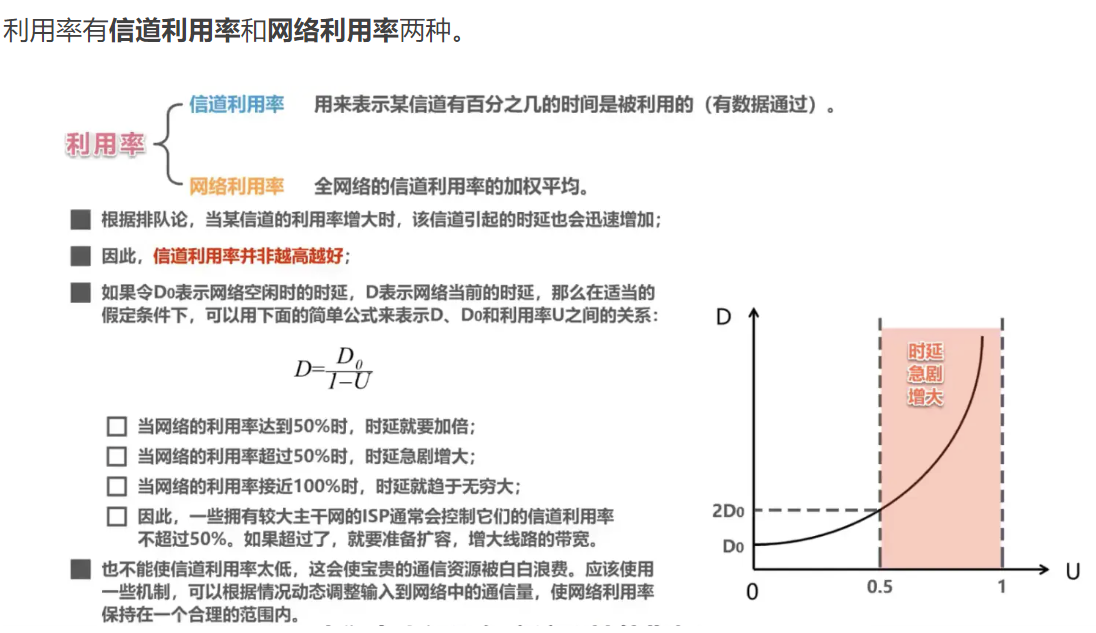 利用率有信道利用率和网络利用率两种。
信道利用率 用来表示某信道有百分之几的时间是被利用的（有数据通过）。
利用率
网络利用率 全网络的信道利用率的加权平均。
根据排队论，当某信道的利用率增大时，该信道引起的时延也会迅速增加；
因此，信道利用率并非越高越好；
如果令D0表示网络空闲时的时延，D表示网络当前的时延，那么在适当的
假定条件下，可以用下面的简单公式来表示D、D0和利用率U之间的关系：
D=D0/1-U
当网络的利用率达到50%时，时延就要加倍；
当网络的利用率超过50%时，时延急剧增大；
当网络的利用率接近100%时，时延就趋于无穷大；
因此，一些拥有较大主干网的ISP通常会控制它们的信道利用率
不超过50%。如果超过了，就要准备扩容，增大线路的带宽。
也不能使信道利用率太低，这会使宝贵的通信资源被白白浪费。应该使用
一些机制，可以根据情况动态调整输入到网络中的通信量，使网络利用率
保持在一个合理的范围内。
D
时延
急剧
增大
2D0
D0
0
0.5
1
U